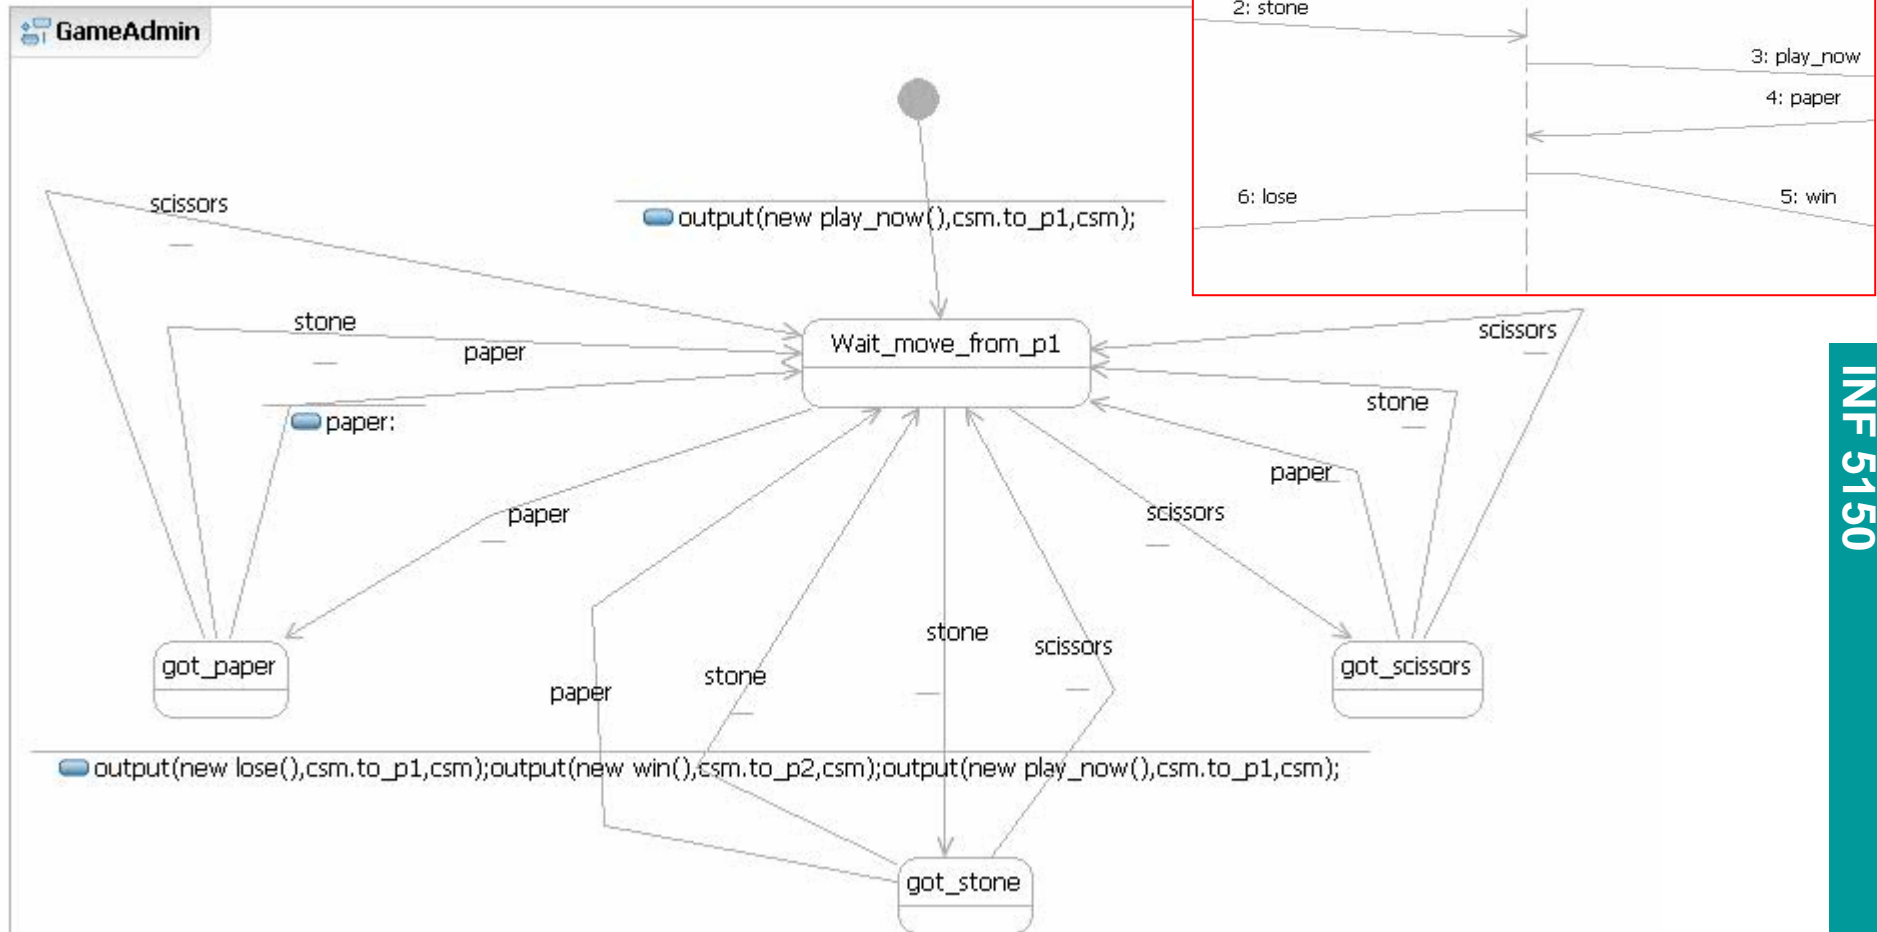 GameAdmin
2: stone
3: play_now
4: paper
6: lose
5: win
scissors
output(new play_now(),csm.to_p1,csm);
stone
paper
Wait_move_from_p1
scissors
stone
paper:
paper
paper
scissors
stone
scissors
got_paper
paper
stone
got_scissors
output(new lose(),csm.to_p1,csm);output(new win(),csm.to_p2,csm);output(new play_now(),csm.to_p1,csm);
got_stone
INF 5150